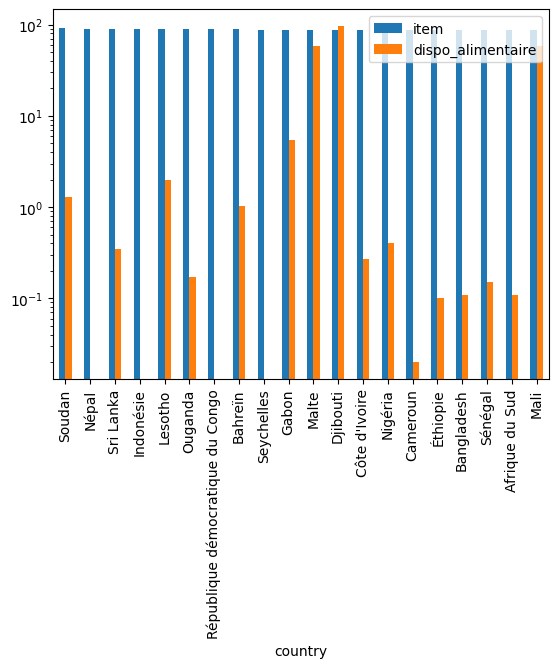 10²
10¹
10⁰
10⁻¹
item
dispo_alimentaire
Soudan
Népal
Sri Lanka
Indonésie
Lesotho
Ouganda
République démocratique du Congo
Bahreïn
Seychelles
Gabon
Malte
Djibouti
Côte d'Ivoire
Nigéria
Cameroun
Éthiopie
Bangladesh
Sénégal
Afrique du Sud
Mali
country